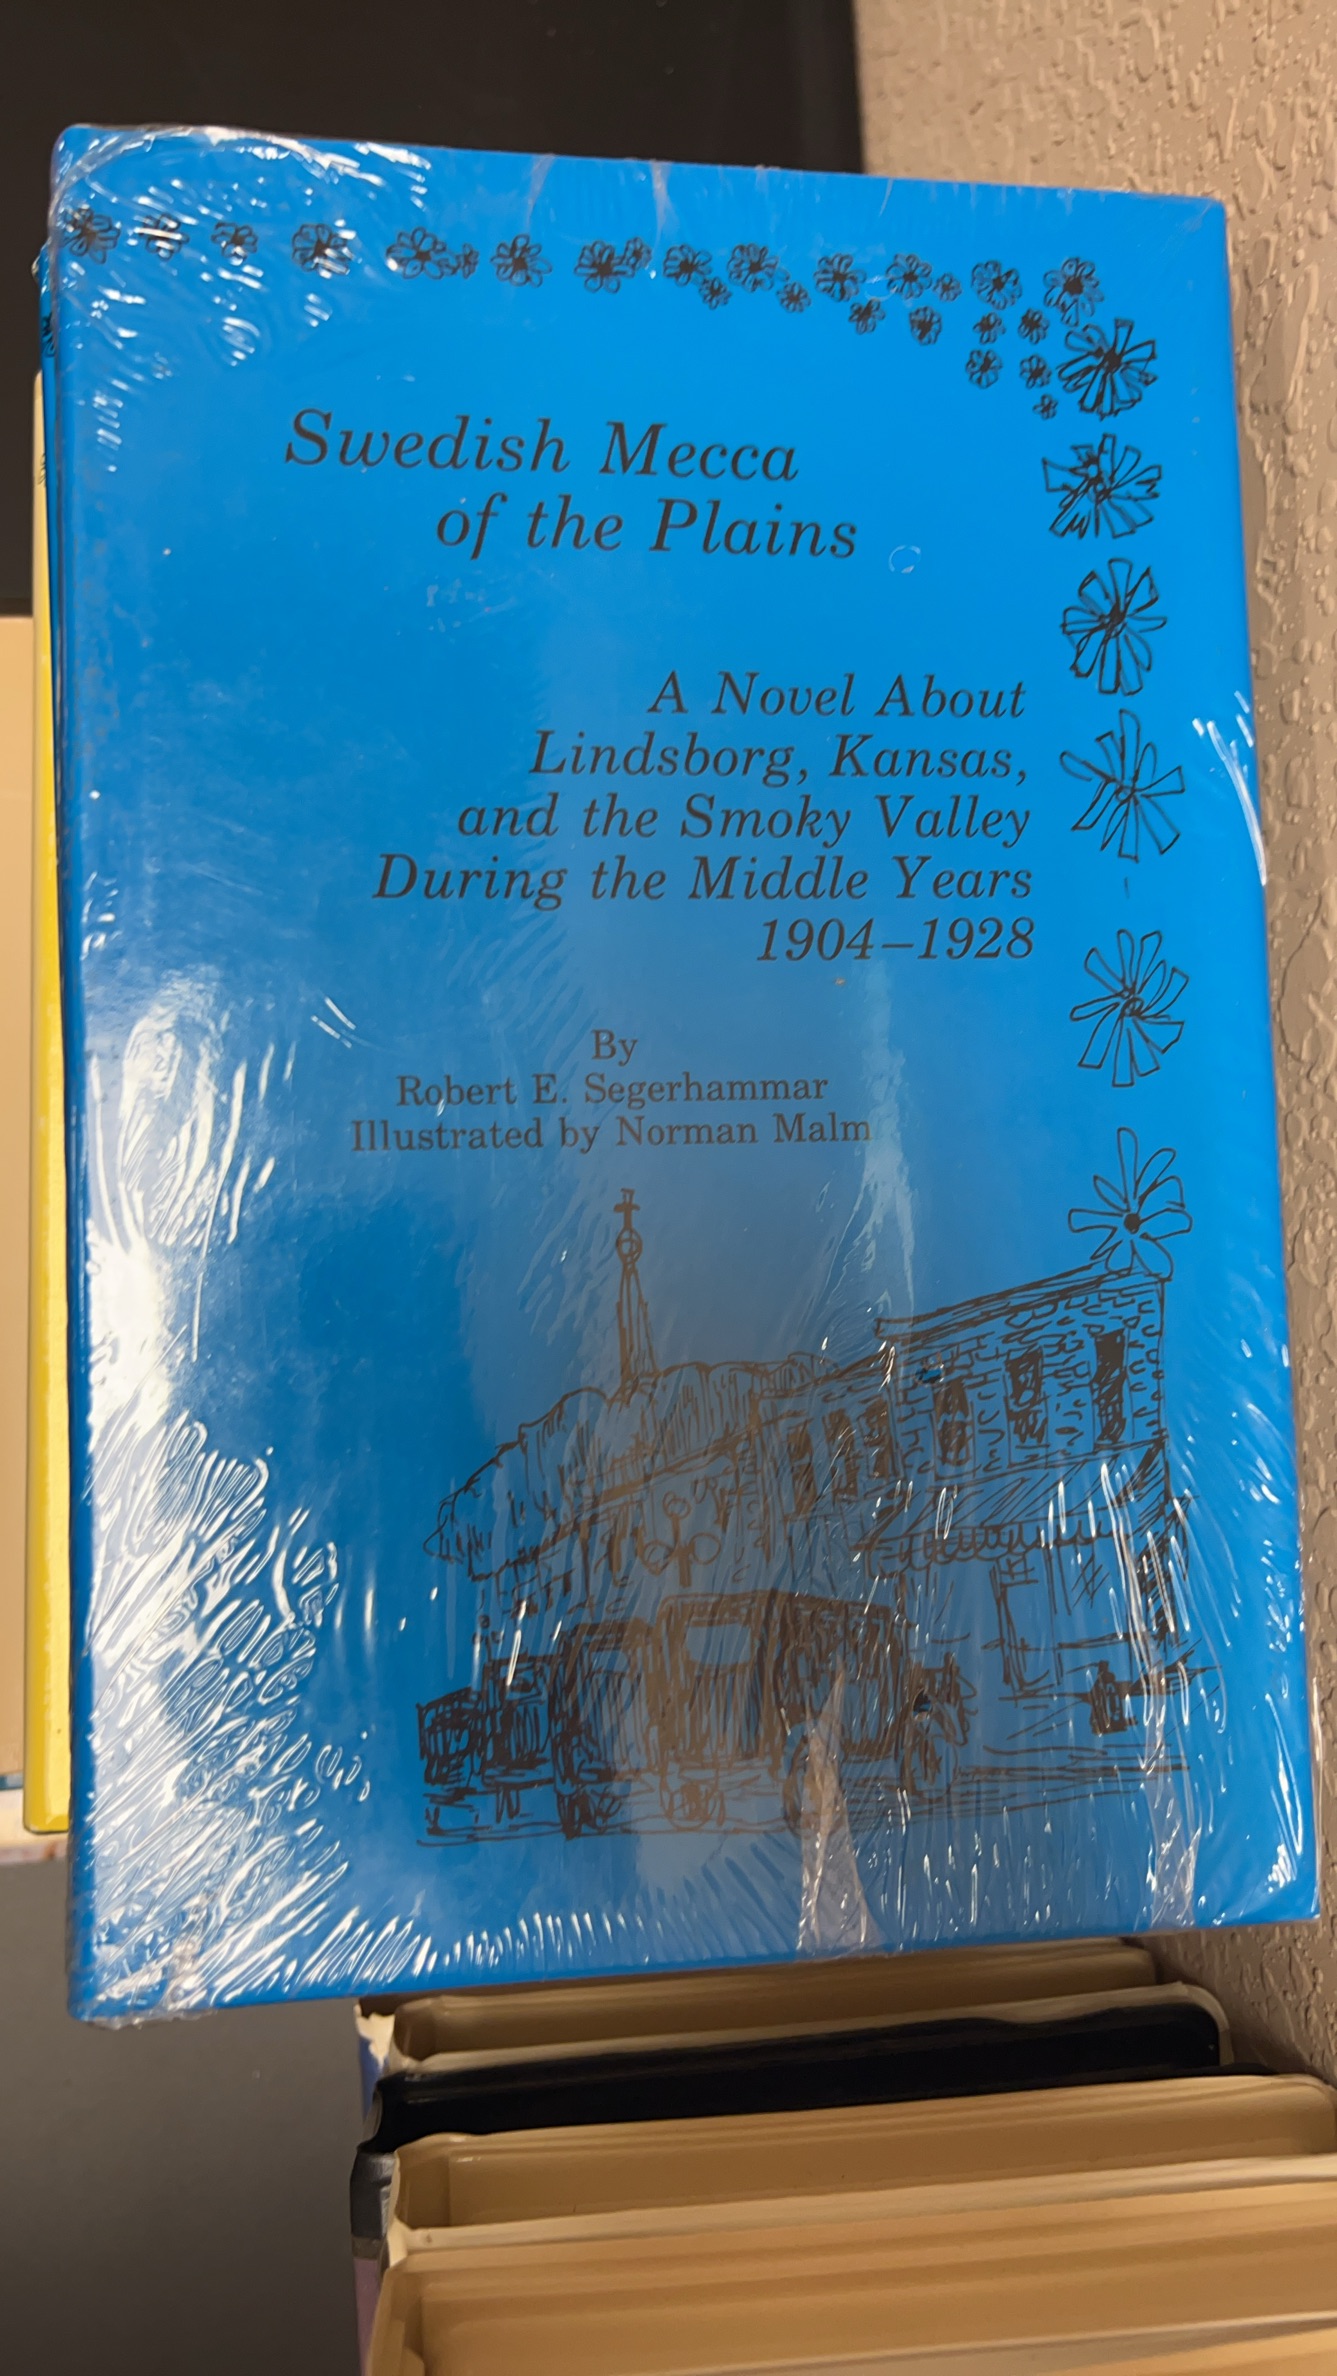 Swedish Mecca
of the Plains
A Novel About
Lindsborg, Kansas,
and the Smoky Valley
During the Middle Years
1904–1928
By
Robert E. Segerhammar
Illustrated by Norman Malm